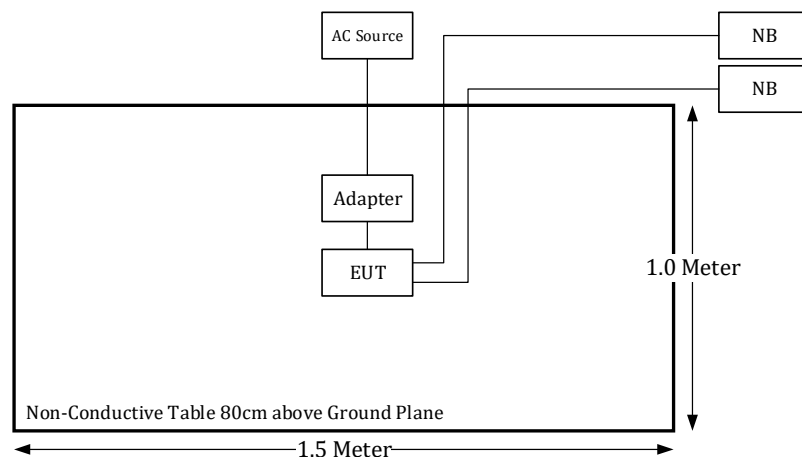 AC Source
NB
NB
Adapter
EUT
1.0 Meter
Non-Conductive Table 80cm above Ground Plane
1.5 Meter